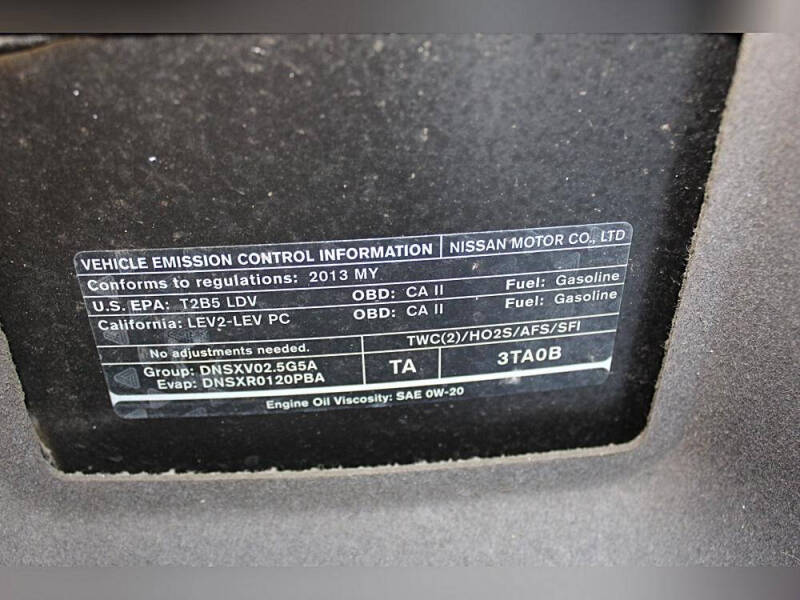 VEHICLE EMISSION CONTROL INFORMATION NISSAN MOTOR CO., LTD
Conforms to regulations: 2013 MY
U.S. EPA: T2B5 LDV OBD: CA II Fuel: Gasoline
California: LEV2-LEV PC OBD: CA II Fuel: Gasoline
No adjustments needed. TWC(2)/HO2S/AFS/SFI
Group: DNSXV02.5G5A
Evap: DNSXR0120PBA
TA 3TA0B
Engine Oil Viscosity: SAE 0W-20